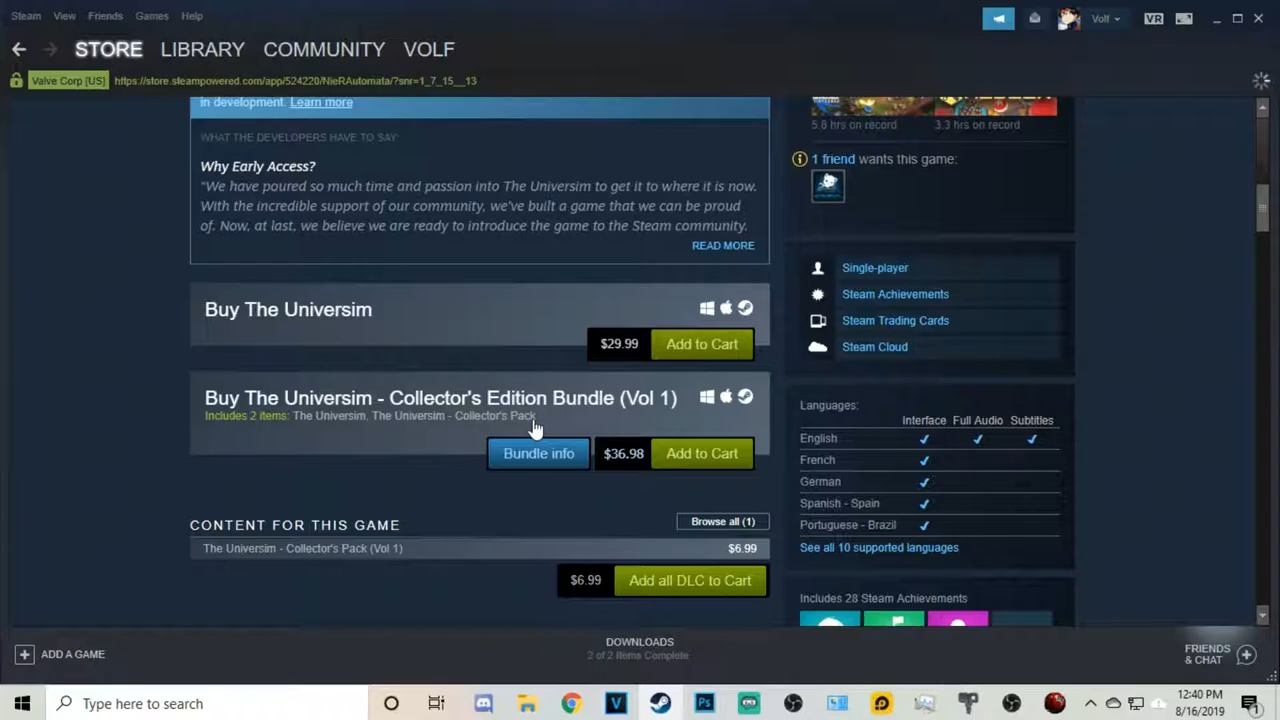 Steam View Friends Games Help
Volf
VR
STORE LIBRARY COMMUNITY VOLF
Valve Corp [US] https://store.steampowered.com/app/524220/NieRAutomata/?snr=1_7_15__13
in development. Learn more
WHAT THE DEVELOPERS HAVE TO SAY:
Why Early Access?
"We have poured so much time and passion into The Universim to get it to where it is now.
With the incredible support of our community, we've built a game that we can be proud
of. Now, at last, we believe we are ready to introduce the game to the Steam community.
READ MORE
Buy The Universim
$29.99 Add to Cart
Buy The Universim - Collector's Edition Bundle (Vol 1)
Includes 2 items: The Universim, The Universim - Collector's Pack
Bundle info $36.98 Add to Cart
CONTENT FOR THIS GAME Browse all (1)
The Universim - Collector's Pack (Vol 1) $6.99
$6.99 Add all DLC to Cart
5.6 hrs on record 3.3 hrs on record
1 friend wants this game:
Single-player
Steam Achievements
Steam Trading Cards
Steam Cloud
Languages:
Interface Full Audio Subtitles
English
French
German
Spanish - Spain
Portuguese - Brazil
See all 10 supported languages
Includes 28 Steam Achievements
ADD A GAME
DOWNLOADS
2 of 2 Items Complete
FRIENDS
& CHAT
Type here to search
12:40 PM
8/16/2019